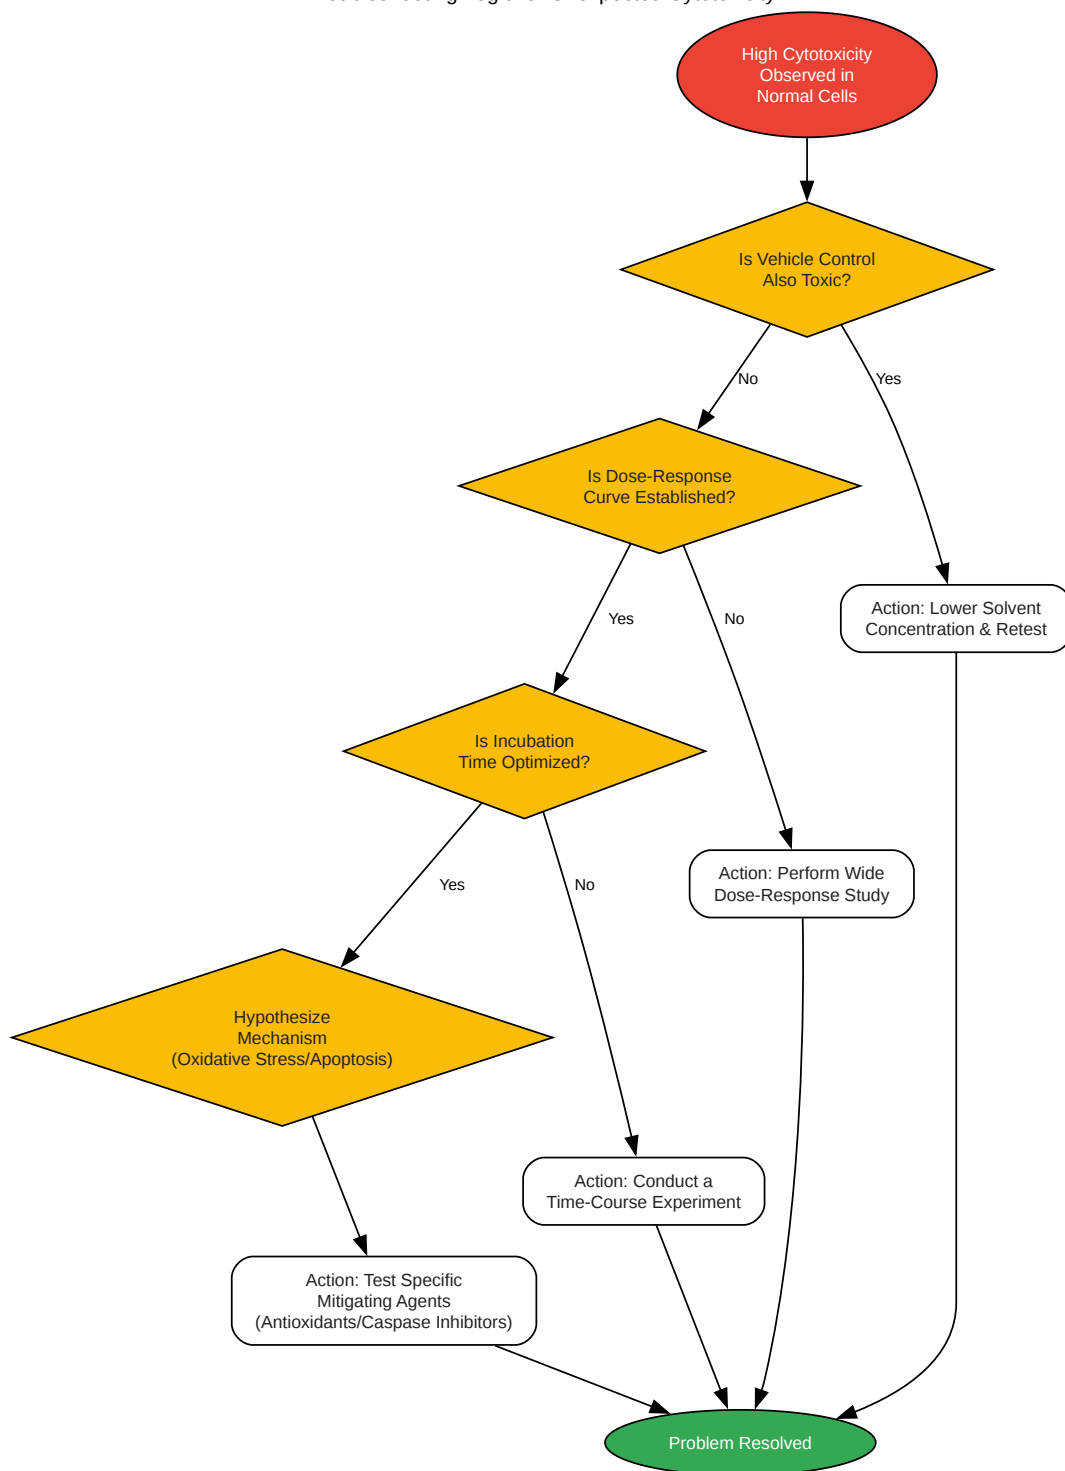 High Cytotoxicity
Observed in
Normal Cells
Is Vehicle Control
Also Toxic?
No
Yes
Is Dose-Response
Curve Established?
Yes
No
Action: Lower Solvent
Concentration & Retest
Is Incubation
Time Optimized?
Yes
No
Action: Perform Wide
Dose-Response Study
Hypothesize
Mechanism
(Oxidative Stress/Apoptosis)
Action: Conduct a
Time-Course Experiment
Action: Test Specific
Mitigating Agents
(Antioxidants/Caspase Inhibitors)
Problem Resolved